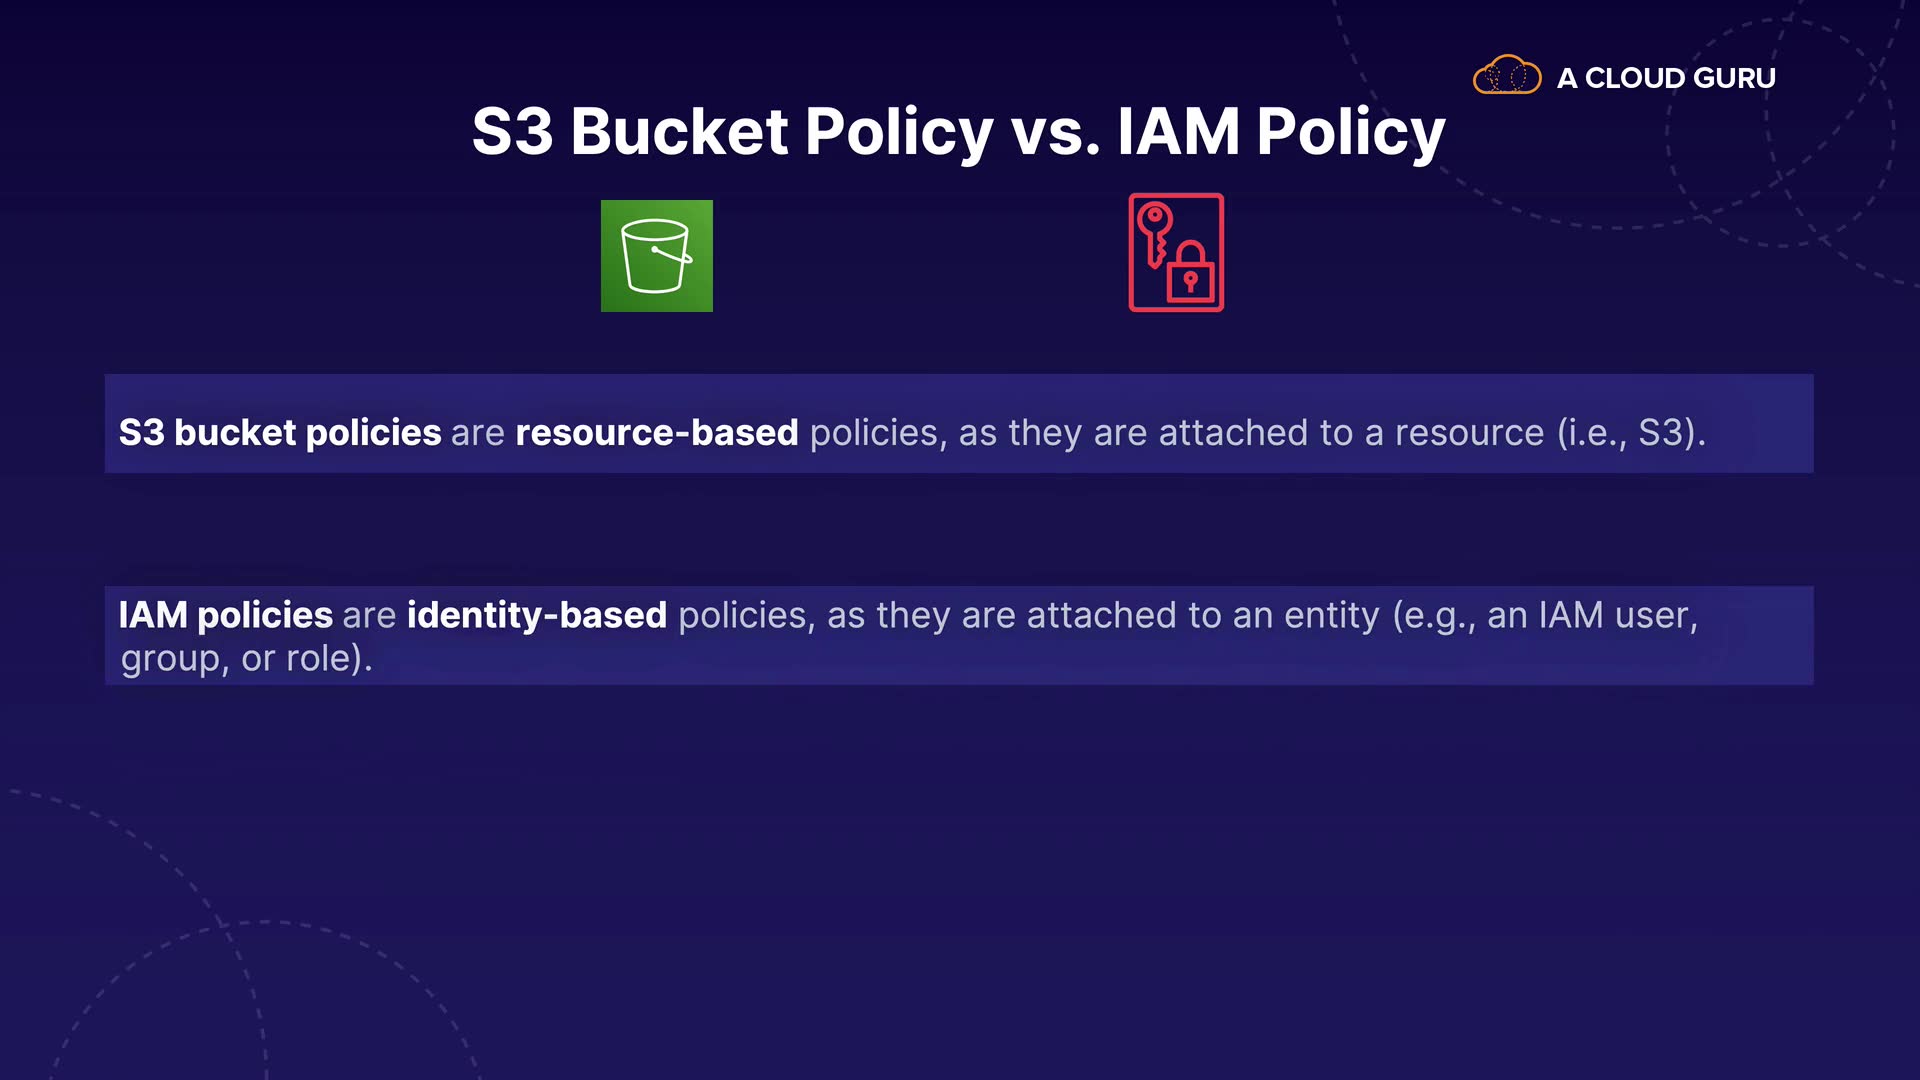 A CLOUD GURU
S3 Bucket Policy vs. IAM Policy
S3 bucket policies are resource-based policies, as they are attached to a resource (i.e., S3).
IAM policies are identity-based policies, as they are attached to an entity (e.g., an IAM user,
group, or role).